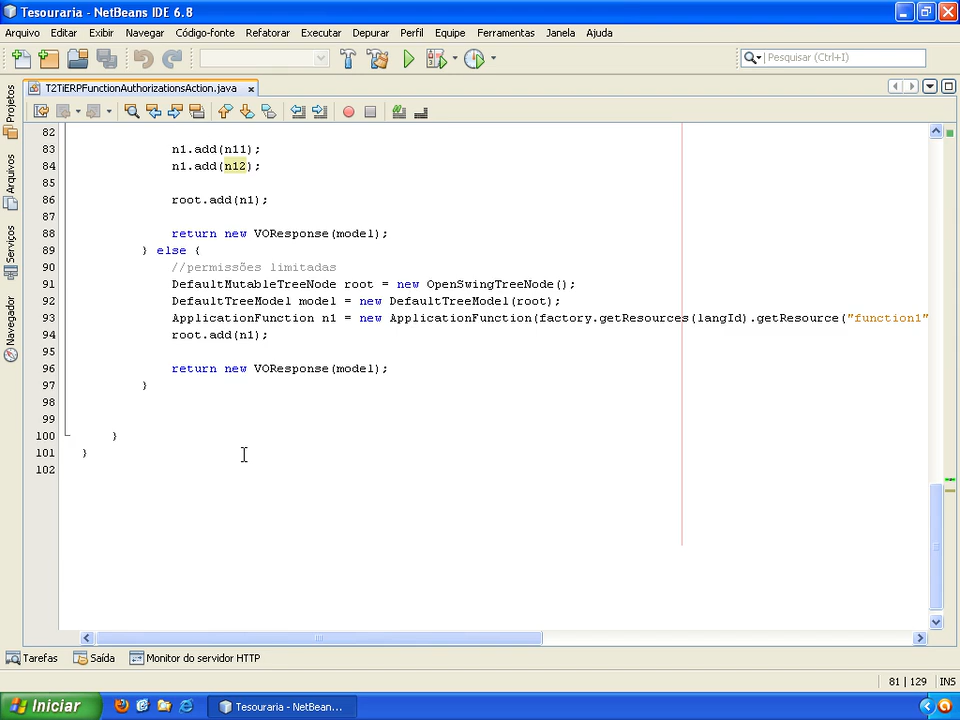 Tesouraria - NetBeans IDE 6.8
Arquivo Editar Exibir Navegar Código-fonte Refatorar Executar Depurar Perfil Equipe Ferramentas Janela Ajuda
Pesquisar (Ctrl+I)
T2TiERPFunctionAuthorizationsAction.java
Projetos
Arquivos
Serviços
Navegador
82
83 n1.add(n11);
84 n1.add(n12);
85
86 root.add(n1);
87
88 return new VOResponse(model);
89 } else {
90 //permissões limitadas
91 DefaultMutableTreeNode root = new OpenSwingTreeNode();
92 DefaultTreeModel model = new DefaultTreeModel(root);
93 ApplicationFunction n1 = new ApplicationFunction(factory.getResources(langId).getResource("function1"
94 root.add(n1);
95
96 return new VOResponse(model);
97 }
98
99
100 }
101 }
102
Tarefas Saída Monitor do servidor HTTP
81 | 129 INS
Iniciar Tesouraria - NetBean...